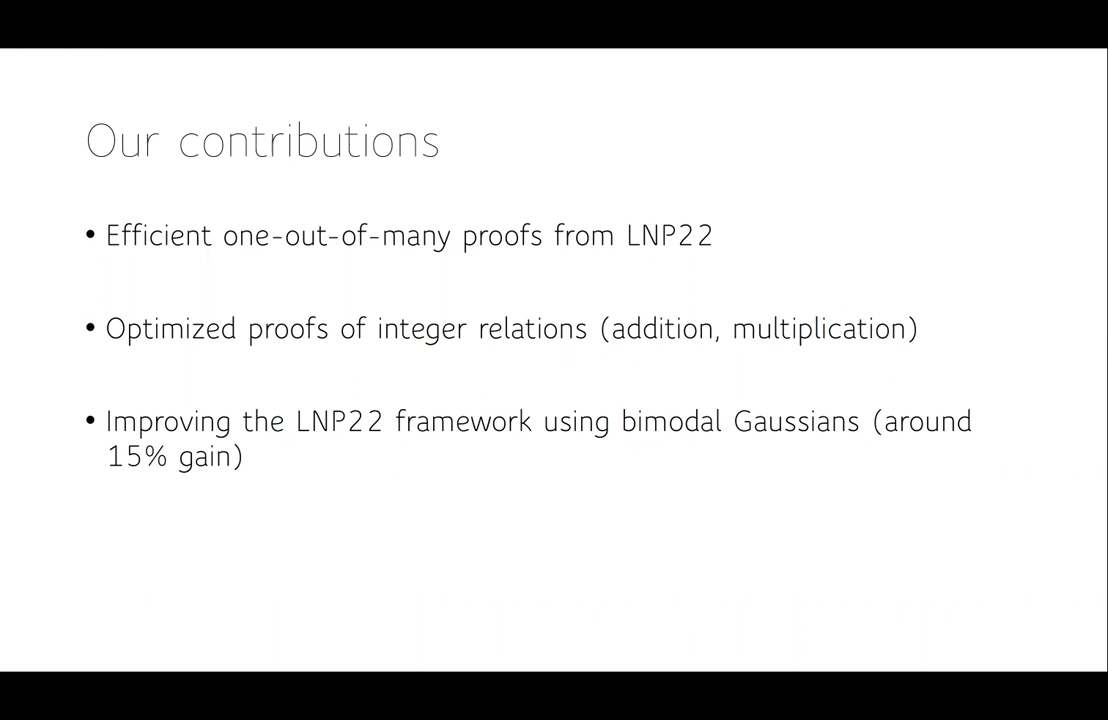 Our contributions
• Efficient one-out-of-many proofs from LNP22
• Optimized proofs of integer relations (addition, multiplication)
• Improving the LNP22 framework using bimodal Gaussians (around
15% gain)